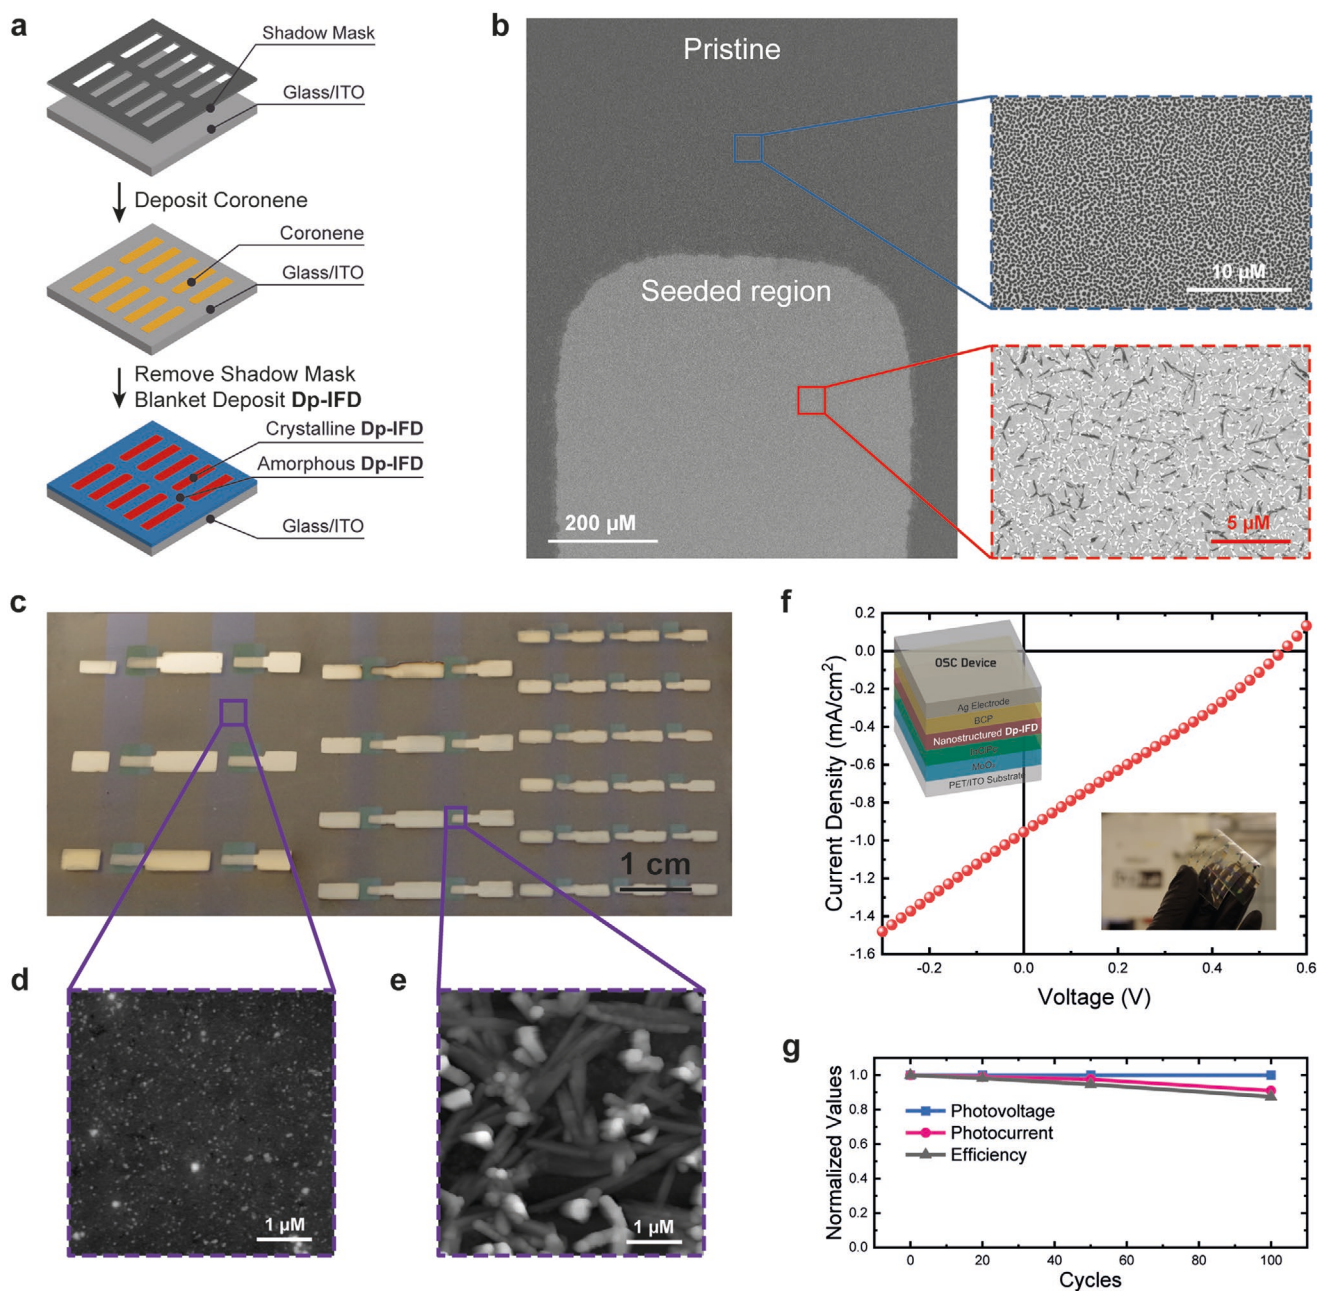 a
Shadow Mask
Glass/ITO
Deposit Coronene
Coronene
Glass/ITO
Remove Shadow Mask
Blanket Deposit Dp-IFD
Crystalline Dp-IFD
Amorphous Dp-IFD
Glass/ITO
b
Pristine
Seeded region
200 µM
10 µM
5 µM
c
1 cm
d
1 µM
e
1 µM
f
Current Density (mA/cm²)
0.2
0.0
-0.2
-0.4
-0.6
-0.8
-1.0
-1.2
-1.4
-1.6
OSC Device
Ag Electrode
BCP
Nanostructured Dp-IFD
PET/ITO Substrate
-0.2
0.0
0.2
0.4
0.6
Voltage (V)
g
Normalized Values
1.0
0.8
0.6
0.4
0.2
0.0
Photovoltage
Photocurrent
Efficiency
0
20
40
60
80
100
Cycles